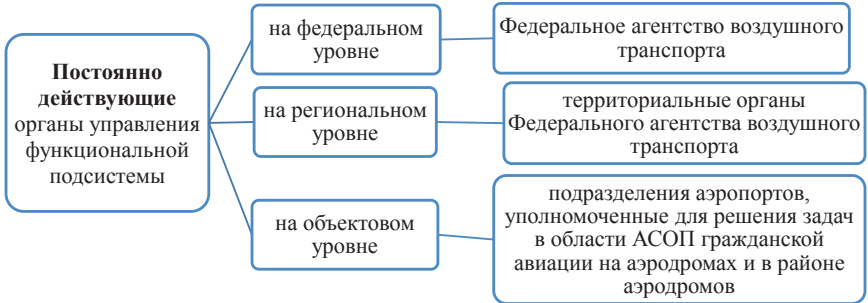 Постоянно
действующие
органы управления
функциональной
подсистемы
на федеральном
уровне
Федеральное агентство воздушного
транспорта
на региональном
уровне
территориальные органы
Федерального агентства воздушного
транспорта
на объектовом
уровне
подразделения аэропортов,
уполномоченные для решения задач
в области АСОП гражданской
авиации на аэродромах и в районе
аэродромов